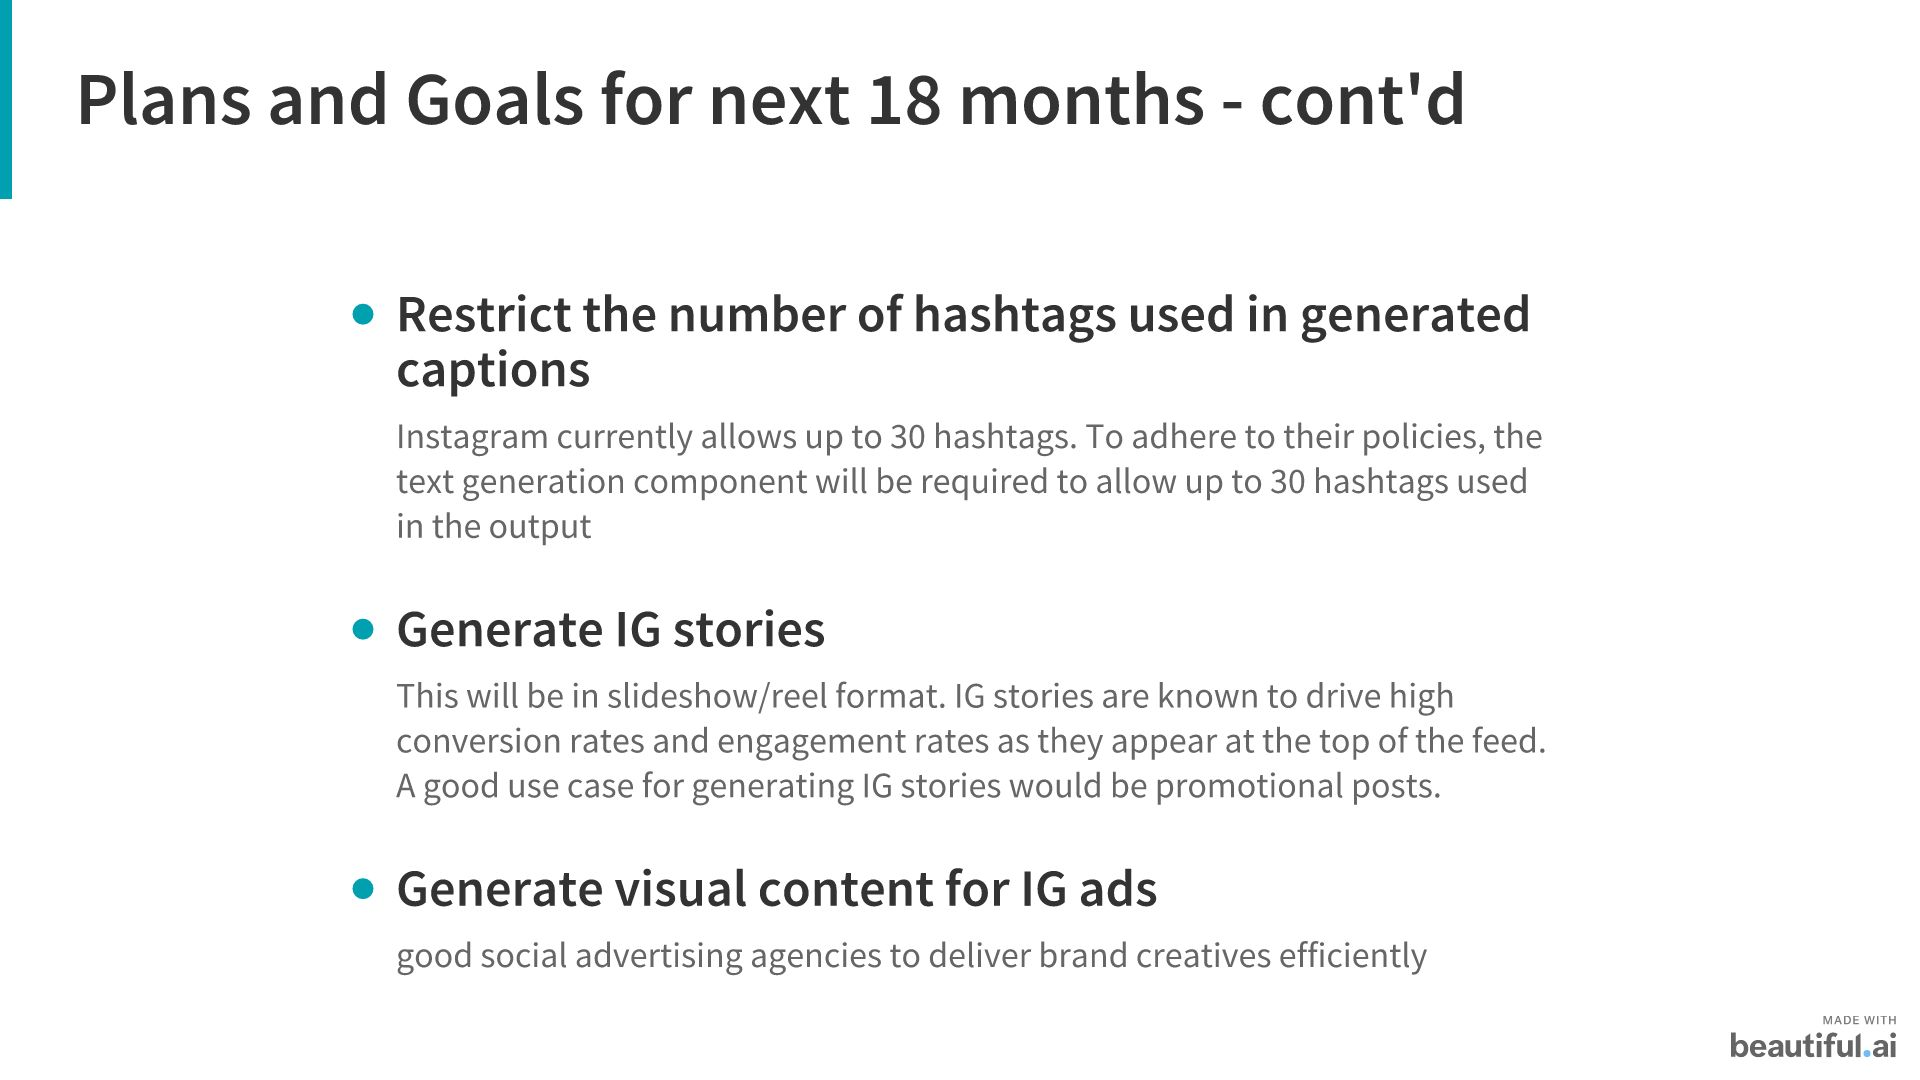 Plans and Goals for next 18 months - cont'd
Restrict the number of hashtags used in generated
captions
Instagram currently allows up to 30 hashtags. To adhere to their policies, the
text generation component will be required to allow up to 30 hashtags used
in the output
Generate IG stories
This will be in slideshow/reel format. IG stories are known to drive high
conversion rates and engagement rates as they appear at the top of the feed.
A good use case for generating IG stories would be promotional posts.
Generate visual content for IG ads
good social advertising agencies to deliver brand creatives efficiently
MADE WITH
beautiful.ai